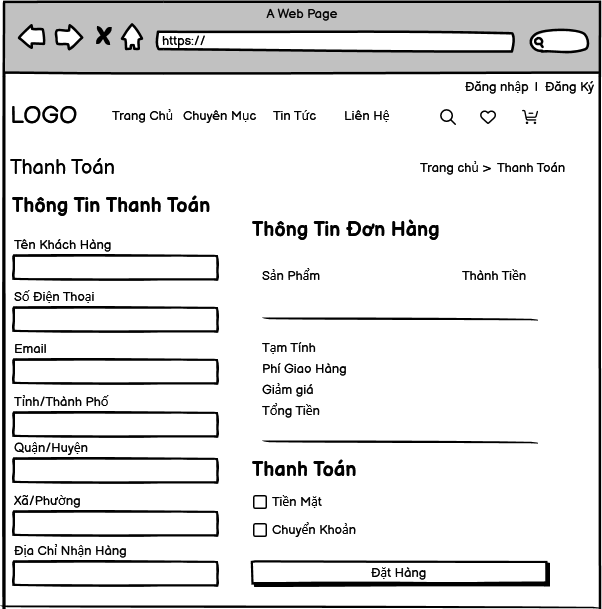 A Web Page
https://
Đăng nhập | Đăng Ký
LOGO Trang Chủ Chuyên Mục Tin Tức Liên Hệ
Thanh Toán
Trang chủ > Thanh Toán
Thông Tin Thanh Toán
Tên Khách Hàng
Số Điện Thoại
Email
Tỉnh/Thành Phố
Quận/Huyện
Xã/Phường
Địa Chỉ Nhận Hàng
Thông Tin Đơn Hàng
Sản Phẩm Thành Tiền
Tạm Tính
Phí Giao Hàng
Giảm giá
Tổng Tiền
Thanh Toán
Tiền Mặt
Chuyển Khoản
Đặt Hàng